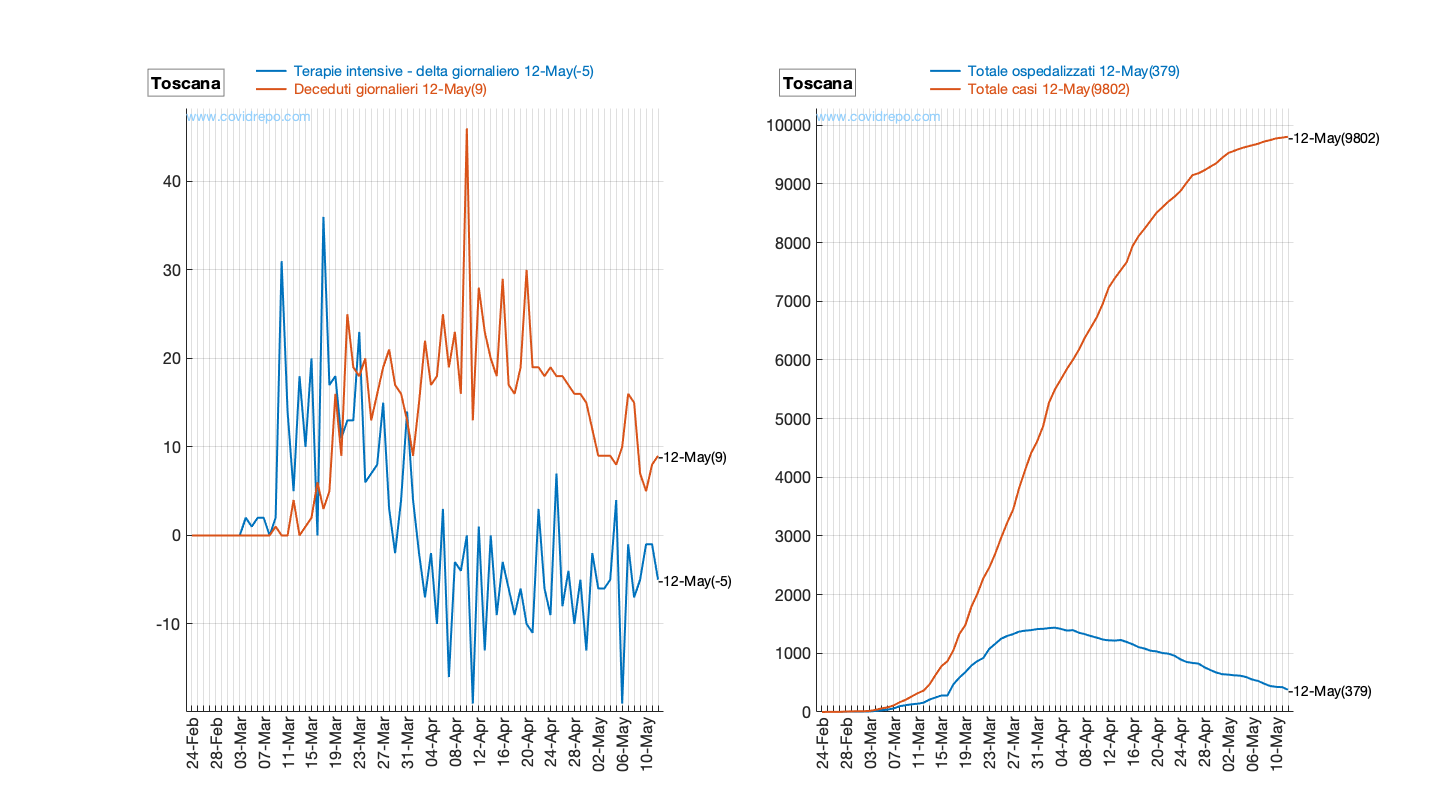 Toscana
Terapie intensive - delta giornaliero 12-May(-5)
Deceduti giornalieri 12-May(9)
www.covidrepo.com
40
30
20
10
0
-10
12-May(9)
12-May(-5)
24-Feb
28-Feb
03-Mar
07-Mar
11-Mar
15-Mar
19-Mar
23-Mar
27-Mar
31-Mar
04-Apr
08-Apr
12-Apr
16-Apr
20-Apr
24-Apr
28-Apr
02-May
06-May
10-May
Toscana
Totale ospedalizzati 12-May(379)
Totale casi 12-May(9802)
www.covidrepo.com
10000
9000
8000
7000
6000
5000
4000
3000
2000
1000
0
12-May(9802)
12-May(379)
24-Feb
28-Feb
03-Mar
07-Mar
11-Mar
15-Mar
19-Mar
23-Mar
27-Mar
31-Mar
04-Apr
08-Apr
12-Apr
16-Apr
20-Apr
24-Apr
28-Apr
02-May
06-May
10-May